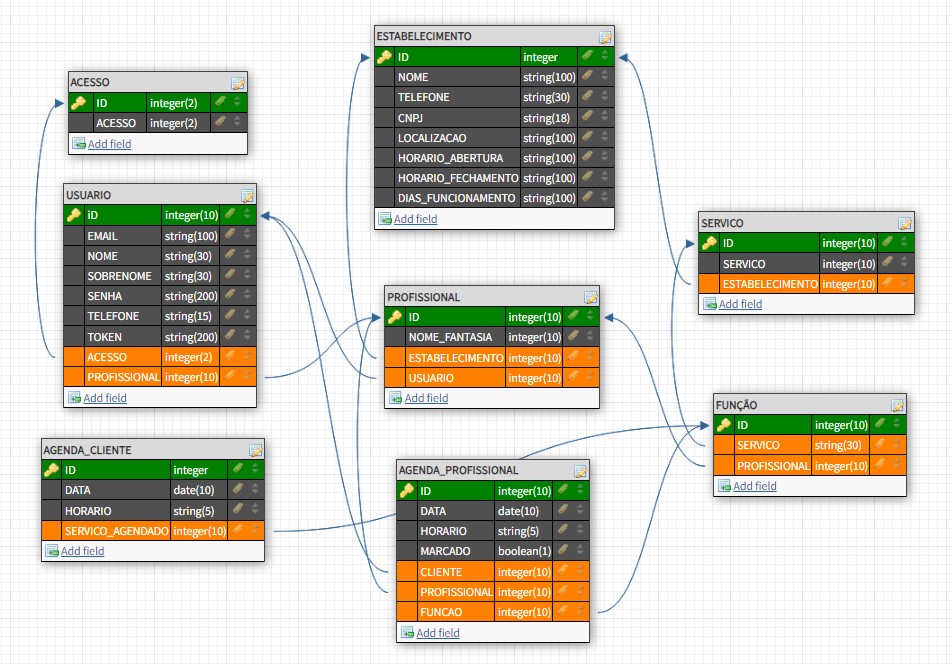 ACESSO
ID integer(2)
ACESSO integer(2)
Add field
USUARIO
ID integer(10)
EMAIL string(100)
NOME string(30)
SOBRENOME string(30)
SENHA string(200)
TELEFONE string(15)
TOKEN string(200)
ACESSO integer(2)
PROFISSIONAL integer(10)
Add field
AGENDA_CLIENTE
ID integer
DATA date(10)
HORARIO string(5)
SERVICO_AGENDADO integer(10)
Add field
ESTABELECIMENTO
ID integer
NOME string(100)
TELEFONE string(30)
CNPJ string(18)
LOCALIZACAO string(100)
HORARIO_ABERTURA string(100)
HORARIO_FECHAMENTO string(100)
DIAS_FUNCIONAMENTO string(100)
Add field
PROFISSIONAL
ID integer(10)
NOME_FANTASIA integer(10)
ESTABELECIMENTO integer(10)
USUARIO integer(10)
Add field
AGENDA_PROFISSIONAL
ID integer(10)
DATA date(10)
HORARIO string(5)
MARCADO boolean(1)
CLIENTE integer(10)
PROFISSIONAL integer(10)
FUNCAO integer(10)
Add field
SERVICO
ID integer(10)
SERVICO integer(10)
ESTABELECIMENTO integer(10)
Add field
FUNÇÃO
ID integer(10)
SERVICO string(30)
PROFISSIONAL integer(10)
Add field